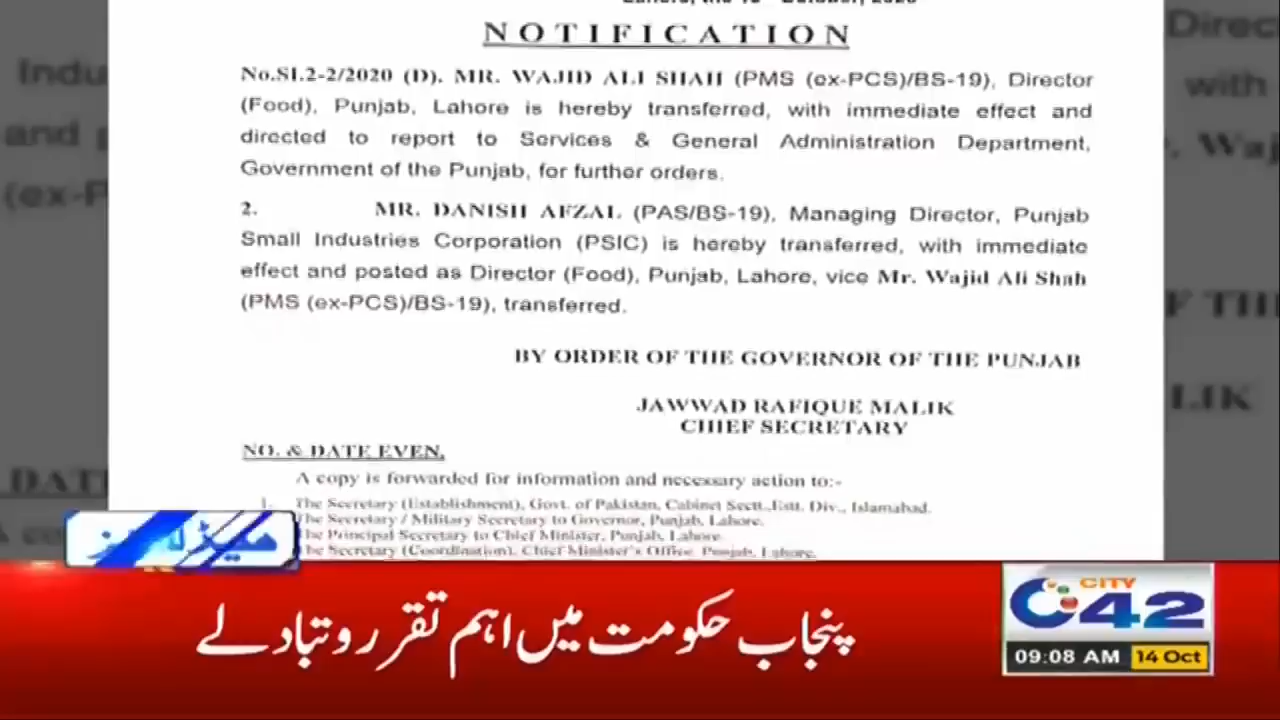 NOTIFICATION
No.SI.2-2/2020 (D). MR. WAJID ALI SHAH (PMS (ex-PCS)/BS-19), Director
(Food), Punjab, Lahore is hereby transferred, with immediate effect and
directed to report to Services & General Administration Department,
Government of the Punjab, for further orders.
2. MR. DANISH AFZAL (PAS/BS-19), Managing Director, Punjab
Small Industries Corporation (PSIC) is hereby transferred, with immediate
effect and posted as Director (Food), Punjab, Lahore, vice Mr. Wajid Ali Shah
(PMS (ex-PCS)/BS-19), transferred.
BY ORDER OF THE GOVERNOR OF THE PUNJAB
JAWWAD RAFIQUE MALIK
CHIEF SECRETARY
NO. & DATE EVEN.
A copy is forwarded for information and necessary action to:-
1. The Secretary (Establishment), Govt. of Pakistan, Cabinet Sectt.,Estt. Div., Islamabad.
The Secretary / Military Secretary to Governor, Punjab, Lahore.
The Principal Secretary to Chief Minister, Punjab, Lahore.
The Secretary (Coordination), Chief Minister's Office, Punjab, Lahore.
ہیڈلائنز
پنجاب حکومت میں اہم تقرر و تبادلے
CITY
42
09:08 AM 14 Oct